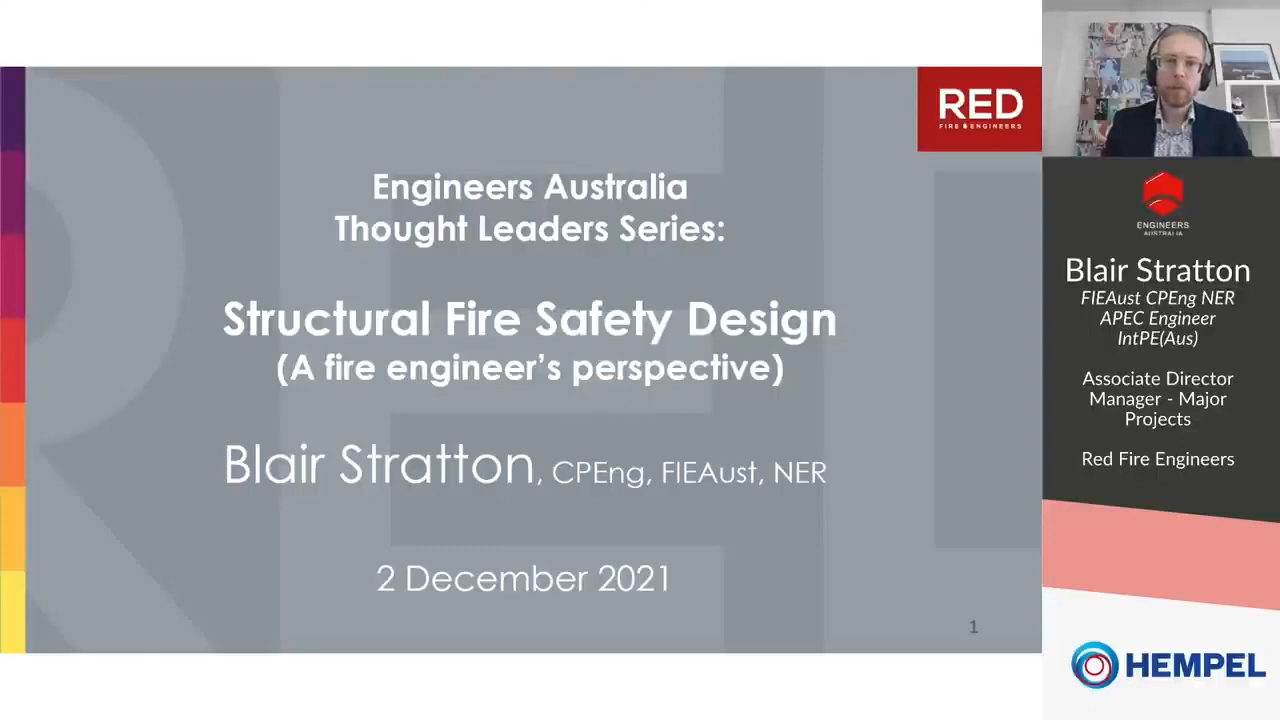 RED
FIRE ENGINEERS
Engineers Australia
Thought Leaders Series:
Structural Fire Safety Design
(A fire engineer's perspective)
Blair Stratton, CPEng, FIEAust, NER
2 December 2021
1
ENGINEERS
AUSTRALIA
Blair Stratton
FIEAust CPEng NER
APEC Engineer
IntPE(Aus)
Associate Director
Manager - Major
Projects
Red Fire Engineers
HEMPEL